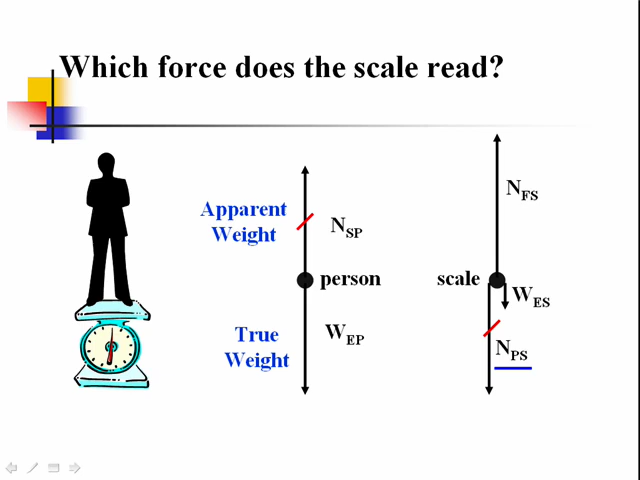 Which force does the scale read?
Apparent
Weight
N_SP
person
True
Weight
W_EP
N_FS
scale
W_ES
N_PS